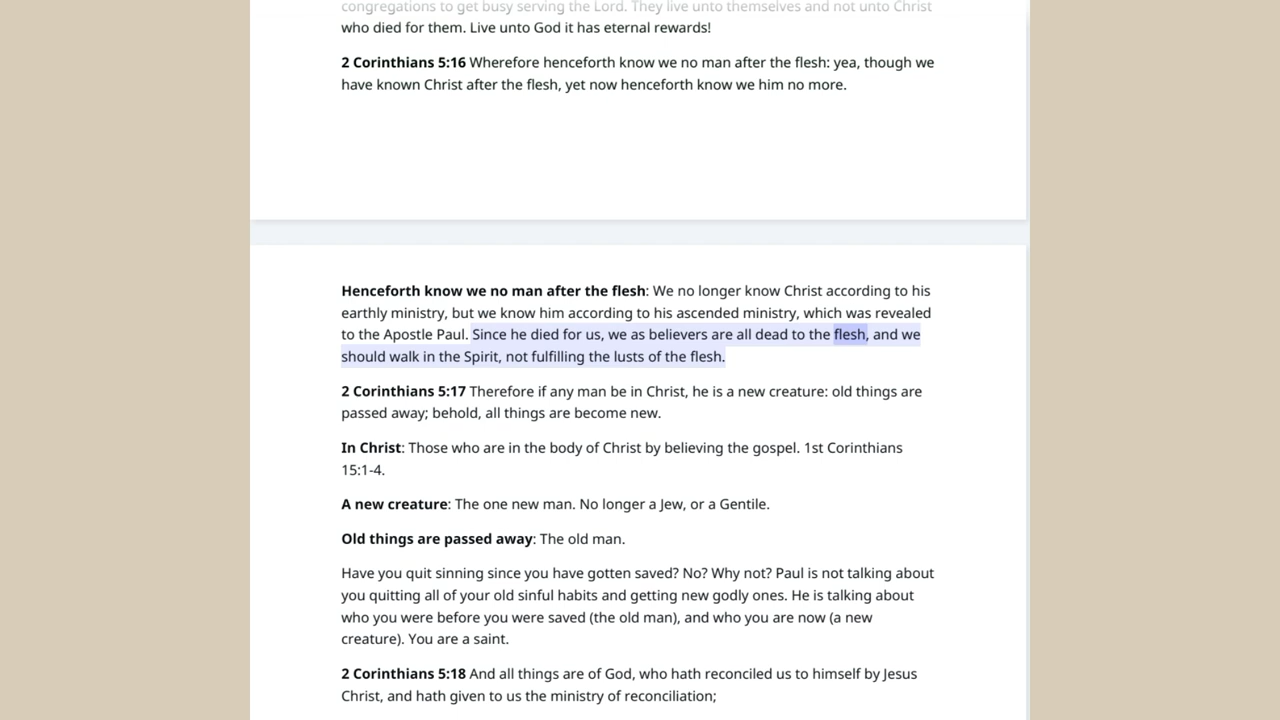 congregations to get busy serving the Lord. They live unto themselves and not unto Christ
who died for them. Live unto God it has eternal rewards!
2 Corinthians 5:16 Wherefore henceforth know we no man after the flesh: yea, though we
have known Christ after the flesh, yet now henceforth know we him no more.
Henceforth know we no man after the flesh: We no longer know Christ according to his
earthly ministry, but we know him according to his ascended ministry, which was revealed
to the Apostle Paul. Since he died for us, we as believers are all dead to the flesh, and we
should walk in the Spirit, not fulfilling the lusts of the flesh.
2 Corinthians 5:17 Therefore if any man be in Christ, he is a new creature: old things are
passed away; behold, all things are become new.
In Christ: Those who are in the body of Christ by believing the gospel. 1st Corinthians
15:1-4.
A new creature: The one new man. No longer a Jew, or a Gentile.
Old things are passed away: The old man.
Have you quit sinning since you have gotten saved? No? Why not? Paul is not talking about
you quitting all of your old sinful habits and getting new godly ones. He is talking about
who you were before you were saved (the old man), and who you are now (a new
creature). You are a saint.
2 Corinthians 5:18 And all things are of God, who hath reconciled us to himself by Jesus
Christ, and hath given to us the ministry of reconciliation;